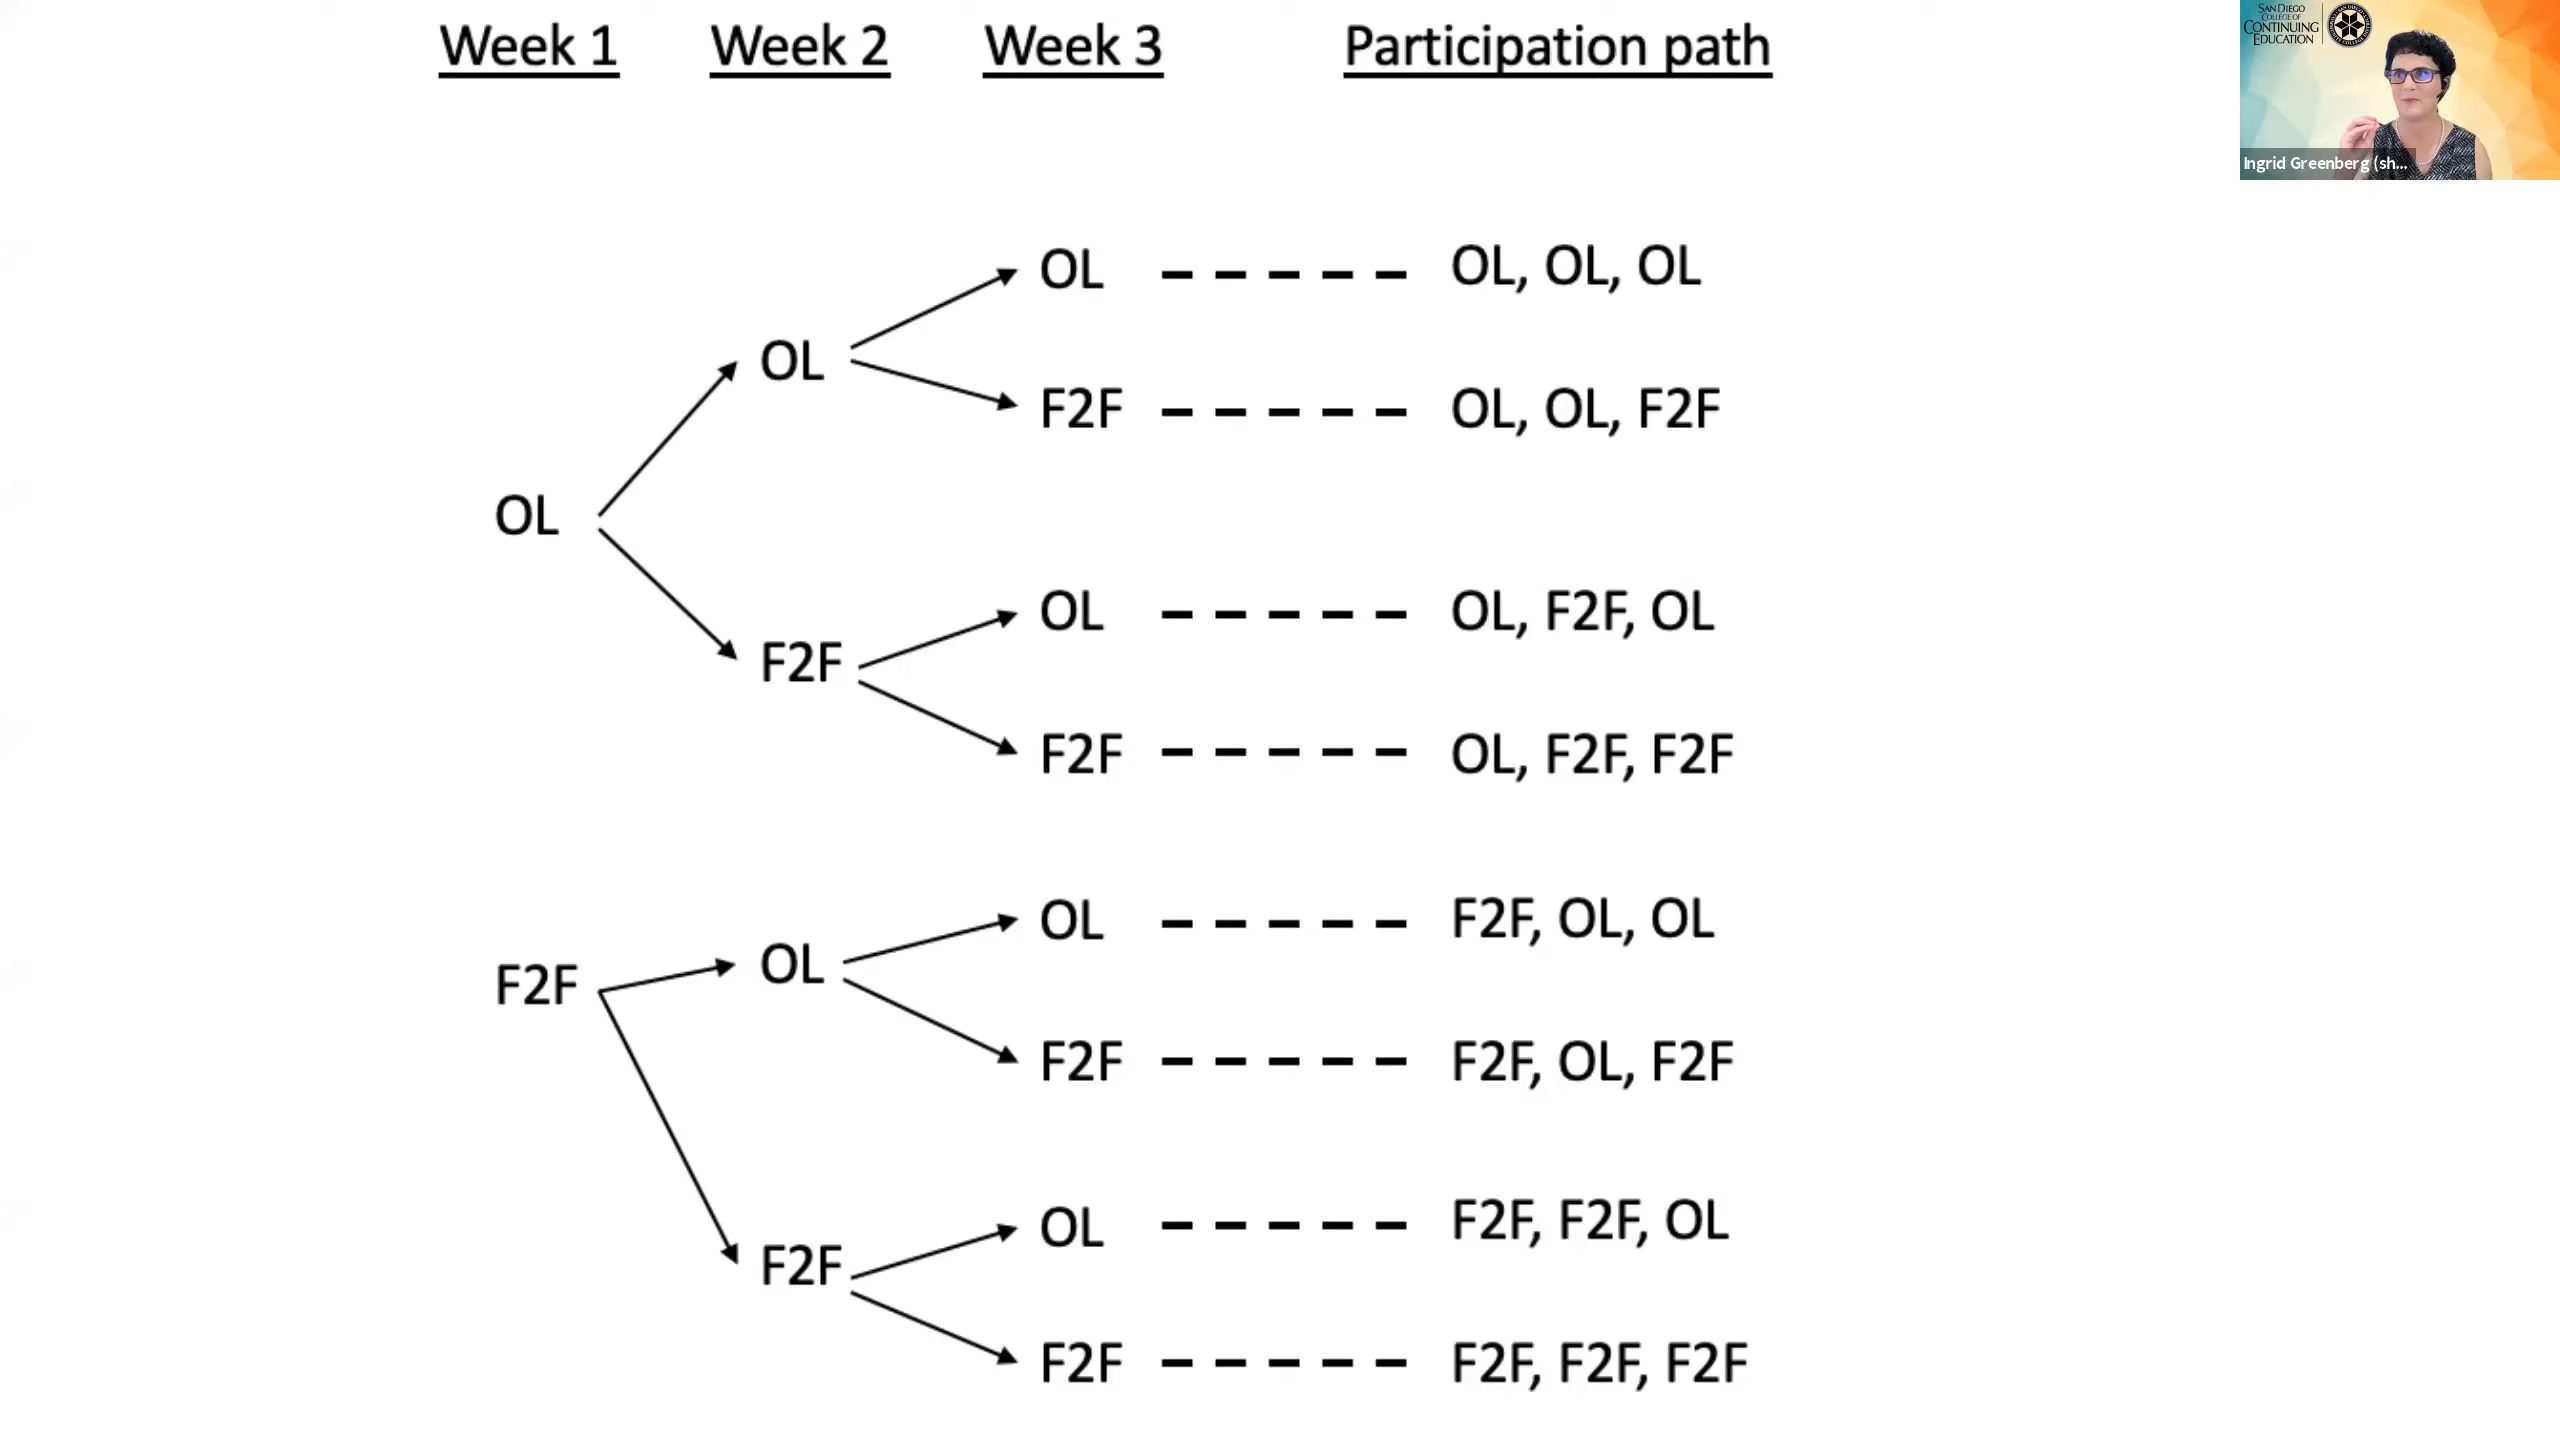 Week 1 Week 2 Week 3 Participation path
SAN DIEGO
COLLEGE OF
CONTINUING
EDUCATION
Ingrid Greenberg (sh...
OL OL, OL, OL
OL
F2F OL, OL, F2F
OL
OL OL, F2F, OL
F2F
F2F OL, F2F, F2F
OL F2F, OL, OL
F2F OL
F2F F2F, OL, F2F
OL F2F, F2F, OL
F2F
F2F F2F, F2F, F2F